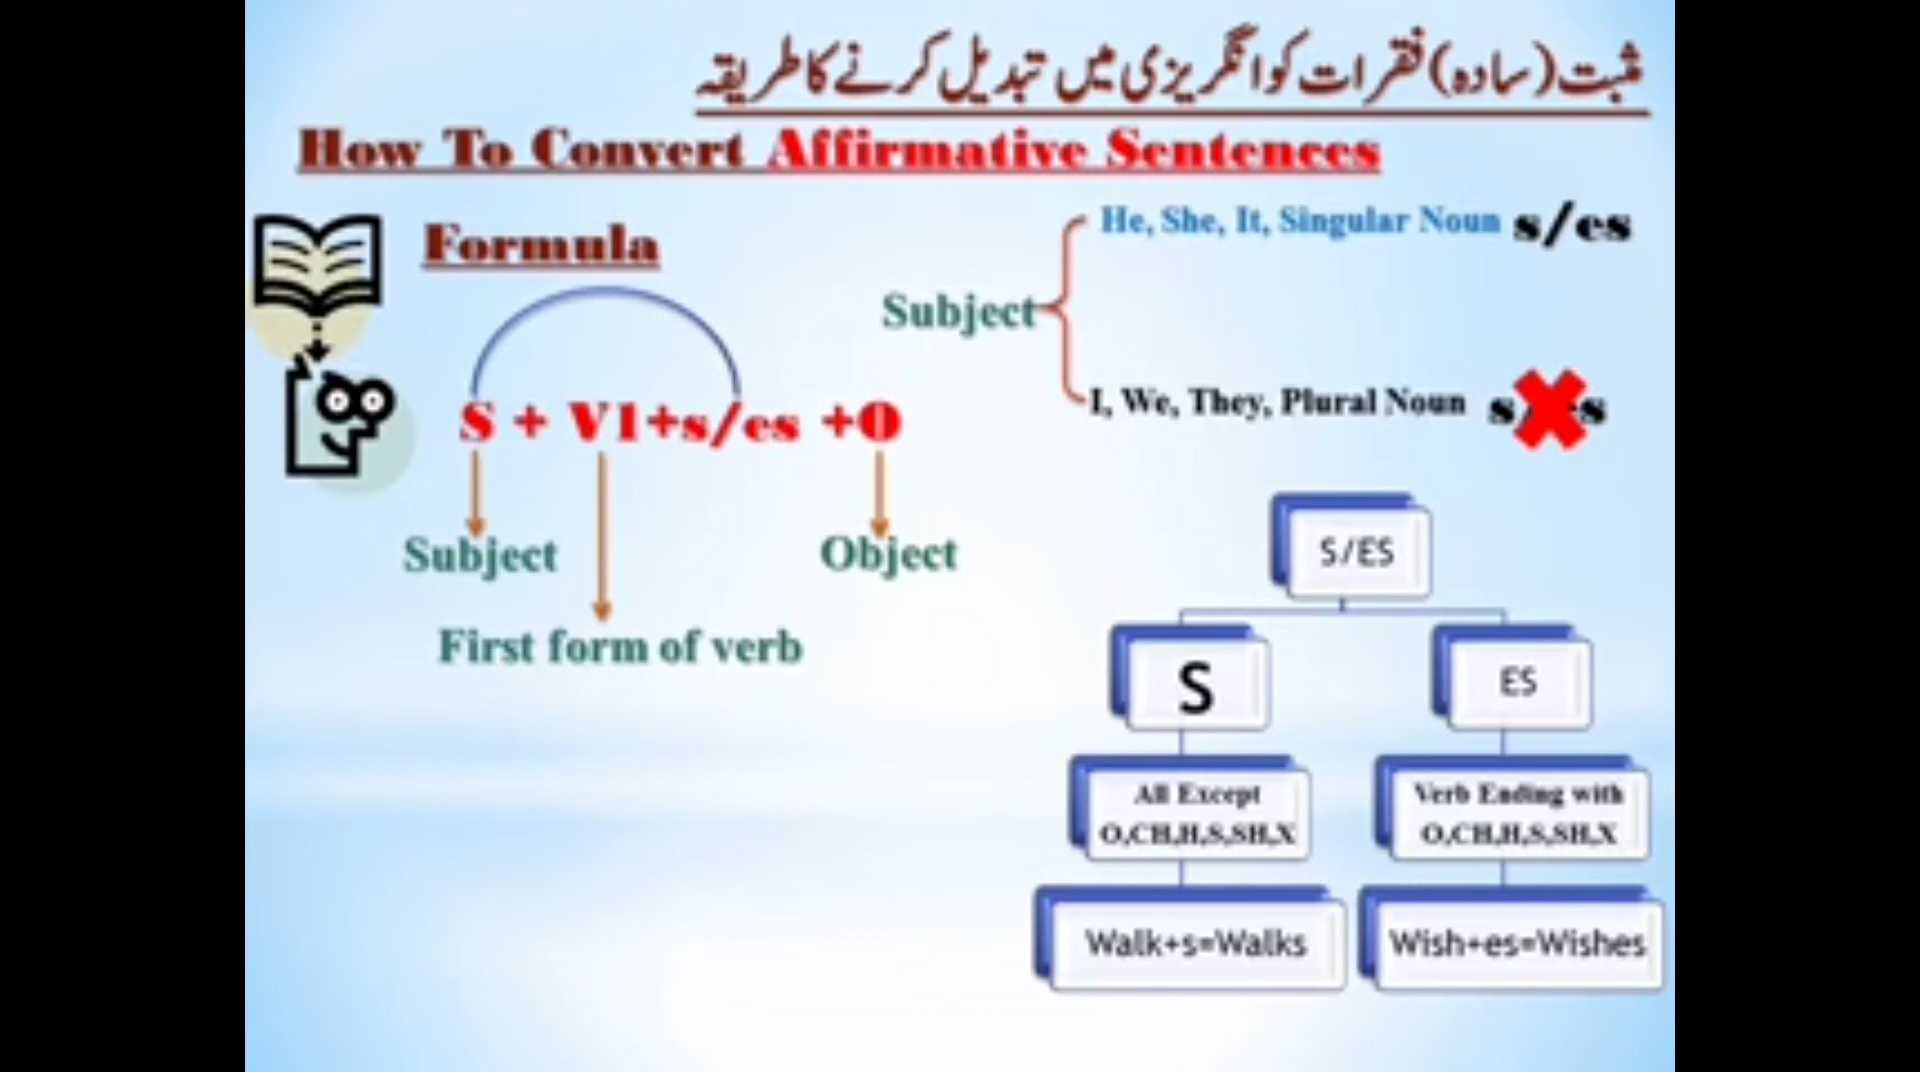 مثبت(سادہ)فقرات کو انگریزی میں تبدیل کرنے کا طریقہ
How To Convert Affirmative Sentences
Formula
He, She, It, Singular Noun s/es
Subject
I, We, They, Plural Noun s/es
S + V1+s/es +O
Subject
Object
First form of verb
S/ES
S
ES
All Except
O,CH,H,S,SH,X
Verb Ending with
O,CH,H,S,SH,X
Walk+s=Walks
Wish+es=Wishes